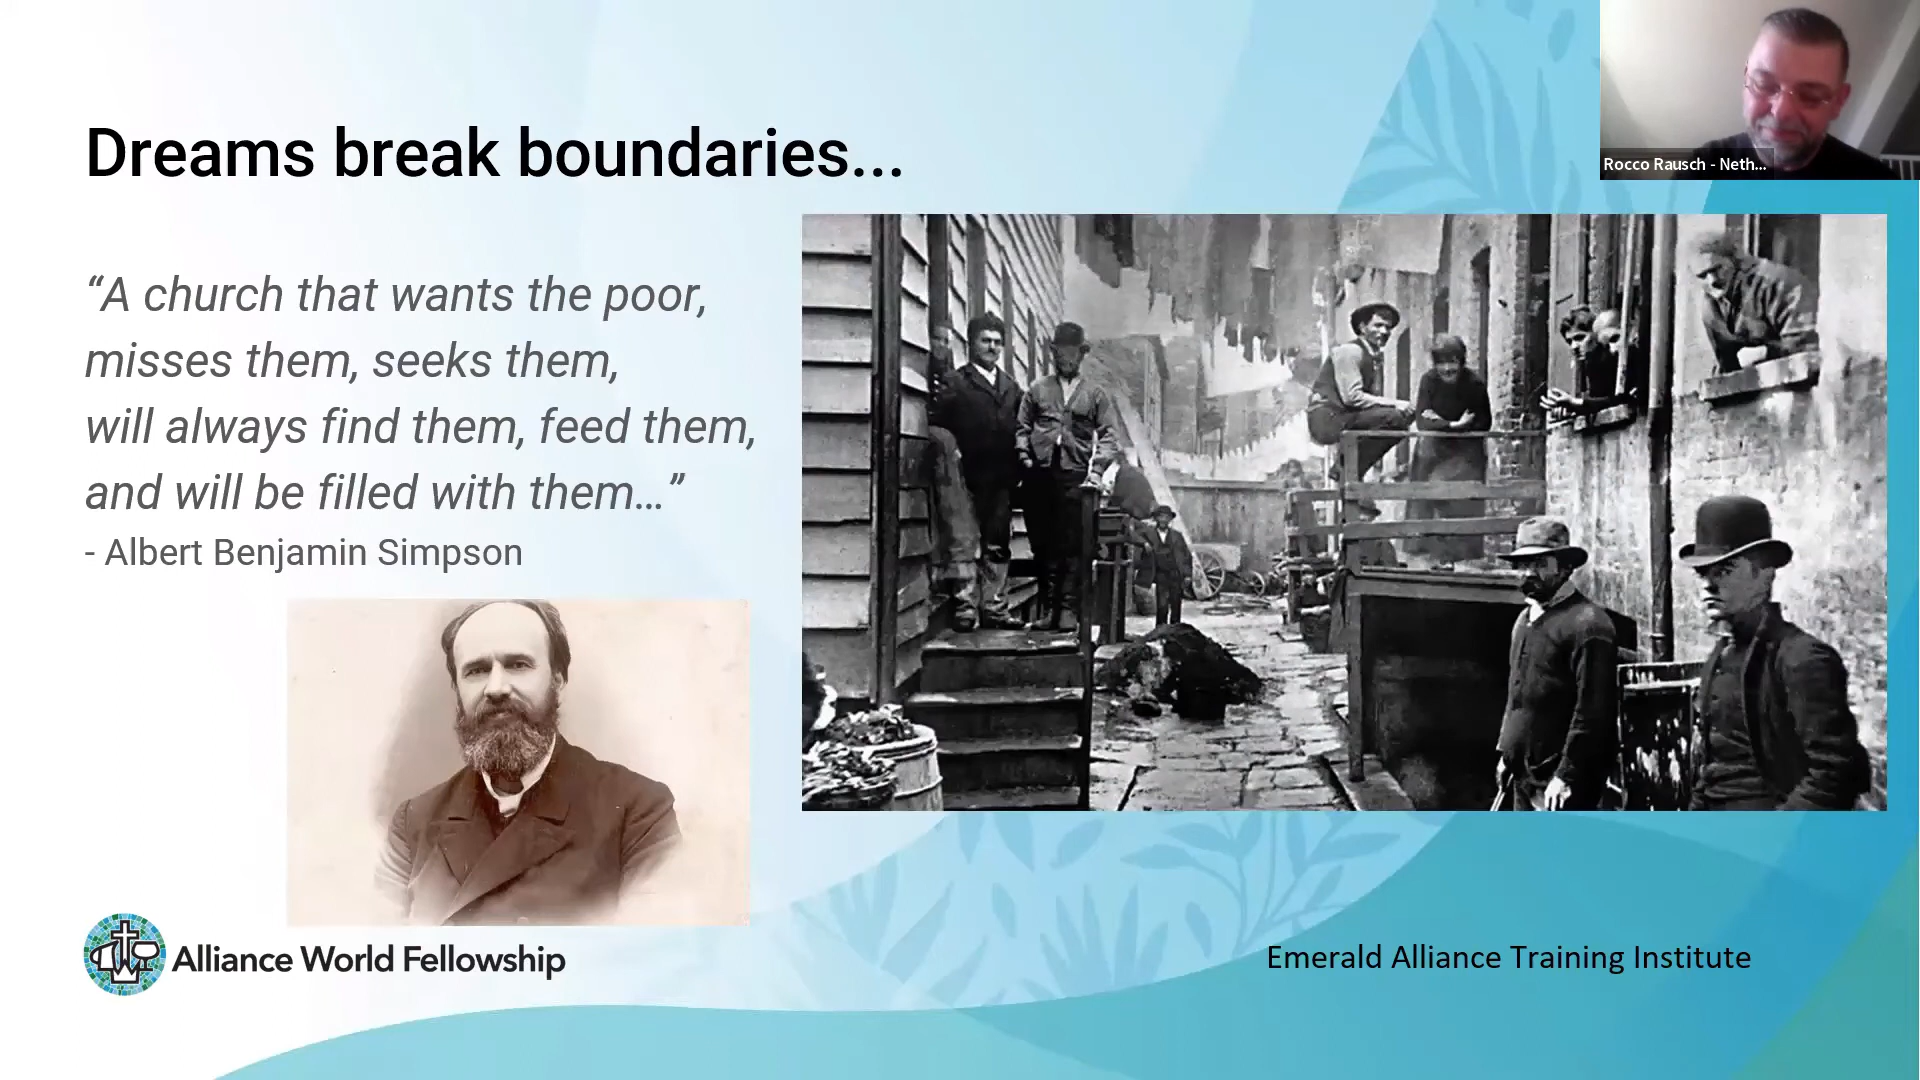 Dreams break boundaries...
Rocco Rausch - Neth...
“A church that wants the poor,
misses them, seeks them,
will always find them, feed them,
and will be filled with them…”
- Albert Benjamin Simpson
Alliance World Fellowship
Emerald Alliance Training Institute